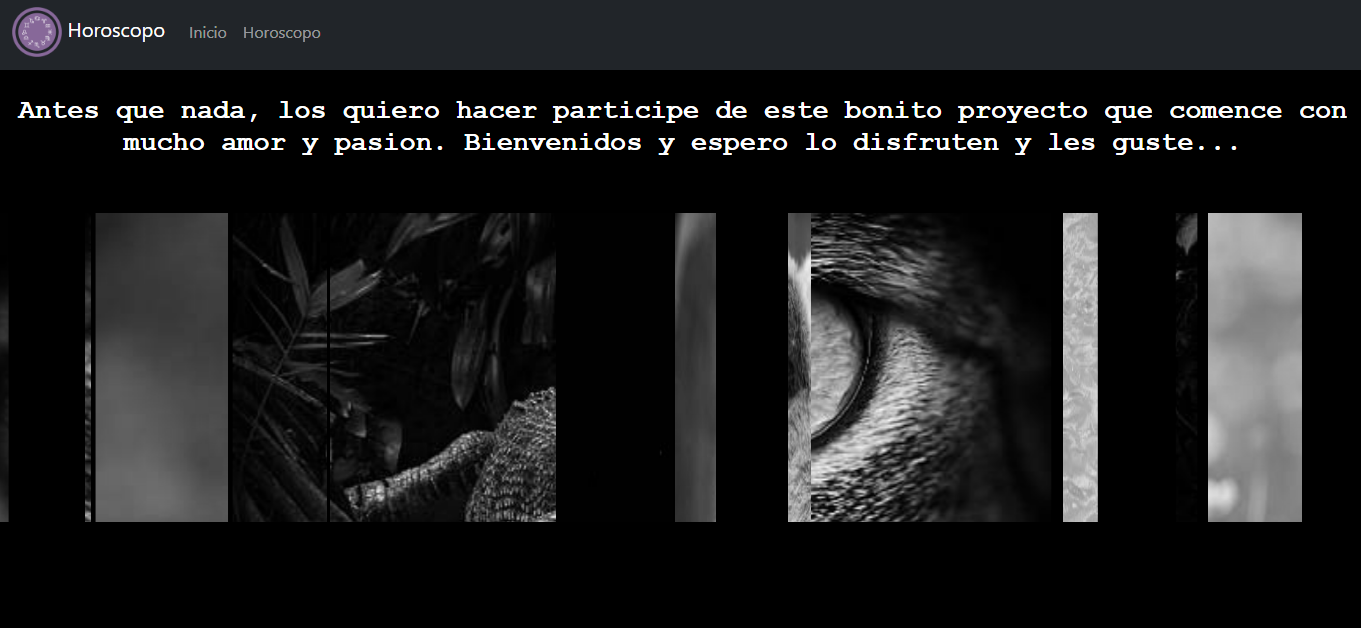 Horoscopo Inicio Horoscopo
Antes que nada, los quiero hacer participe de este bonito proyecto que comence con
mucho amor y pasion. Bienvenidos y espero lo disfruten y les guste...